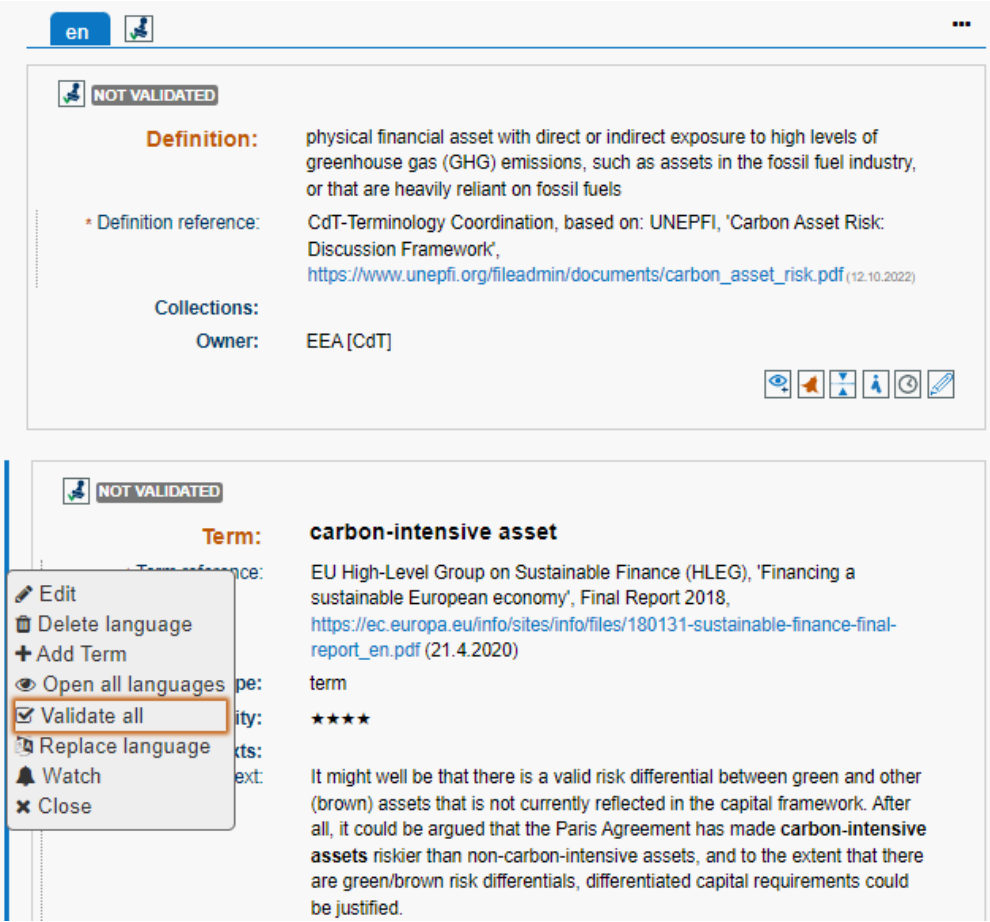 en
NOT VALIDATED
Definition: physical financial asset with direct or indirect exposure to high levels of
greenhouse gas (GHG) emissions, such as assets in the fossil fuel industry,
or that are heavily reliant on fossil fuels
* Definition reference: CdT-Terminology Coordination, based on: UNEPFI, 'Carbon Asset Risk:
Discussion Framework',
https://www.unepfi.org/fileadmin/documents/carbon_asset_risk.pdf (12.10.2022)
Collections:
Owner: EEA [CdT]
NOT VALIDATED
Term: carbon-intensive asset
nce: EU High-Level Group on Sustainable Finance (HLEG), 'Financing a
sustainable European economy', Final Report 2018,
https://ec.europa.eu/info/sites/info/files/180131-sustainable-finance-final-
report_en.pdf (21.4.2020)
pe: term
ity: ★★★★
xts:
ext: It might well be that there is a valid risk differential between green and other
(brown) assets that is not currently reflected in the capital framework. After
all, it could be argued that the Paris Agreement has made carbon-intensive
assets riskier than non-carbon-intensive assets, and to the extent that there
are green/brown risk differentials, differentiated capital requirements could
be justified.
Edit
Delete language
Add Term
Open all languages
Validate all
Replace language
Watch
Close